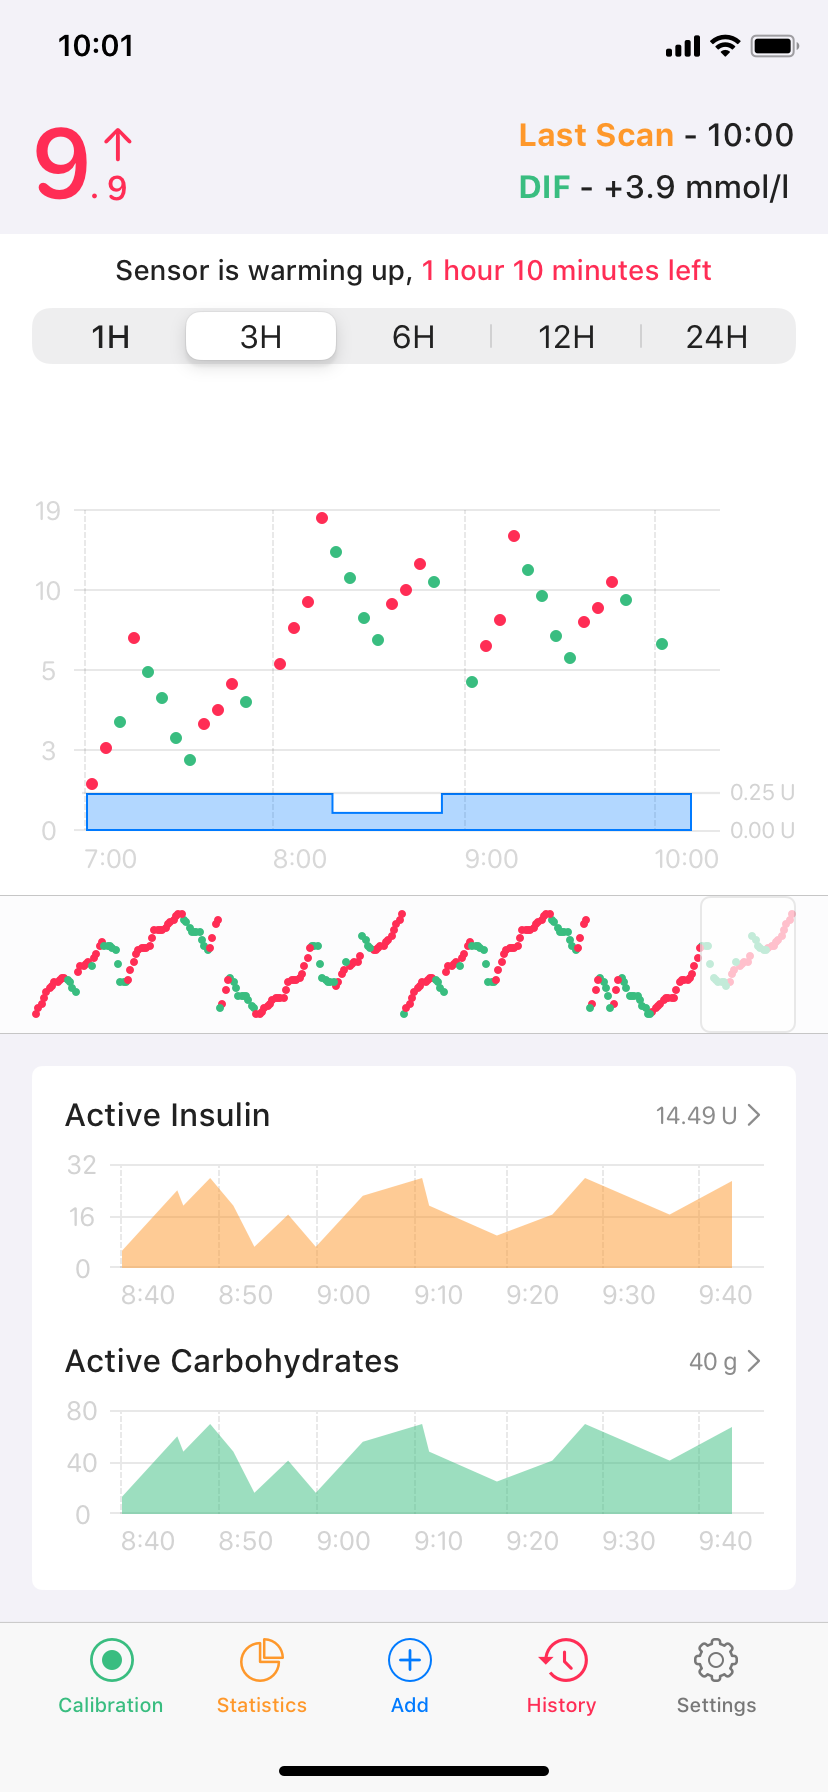 10:01
9.9
Last Scan - 10:00
DIF - +3.9 mmol/l
Sensor is warming up, 1 hour 10 minutes left
1H 3H 6H 12H 24H
19
10
5
3
0.25 U
0 0.00 U
7:00 8:00 9:00 10:00
Active Insulin 14.49 U
32
16
0
8:40 8:50 9:00 9:10 9:20 9:30 9:40
Active Carbohydrates 40 g
80
40
0
8:40 8:50 9:00 9:10 9:20 9:30 9:40
Calibration Statistics Add History Settings